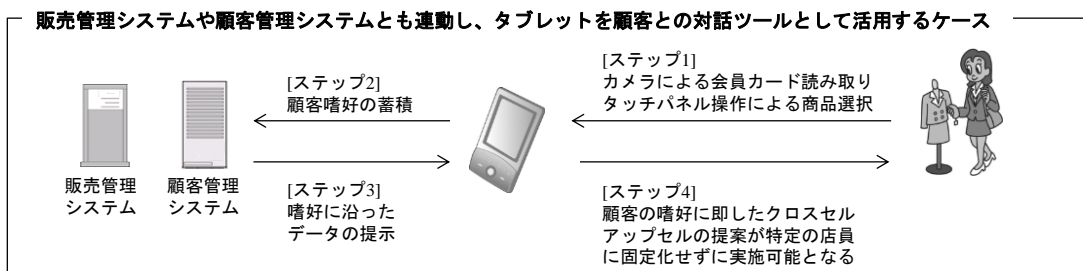 販売管理システムや顧客管理システムとも連動し、タブレットを顧客との対話ツールとして活用するケース
[ステップ1]
カメラによる会員カード読み取り
タッチパネル操作による商品選択
[ステップ2]
顧客嗜好の蓄積
販売管理
システム
顧客管理
システム
[ステップ3]
嗜好に沿った
データの提示
[ステップ4]
顧客の嗜好に即したクロスセル
アップセルの提案が特定の店員
に固定化せずに実施可能となる